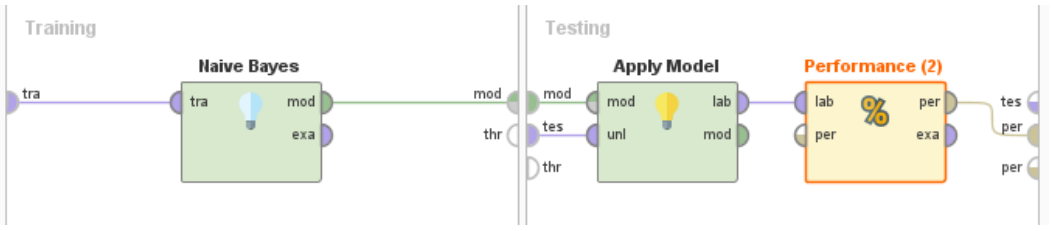 Training
Testing
Naive Bayes
Apply Model
Performance (2)
tra
tra
mod
mod
mod
mod
lab
lab
per
tes
exa
thr
tes
unl
mod
per
exa
per
thr
per